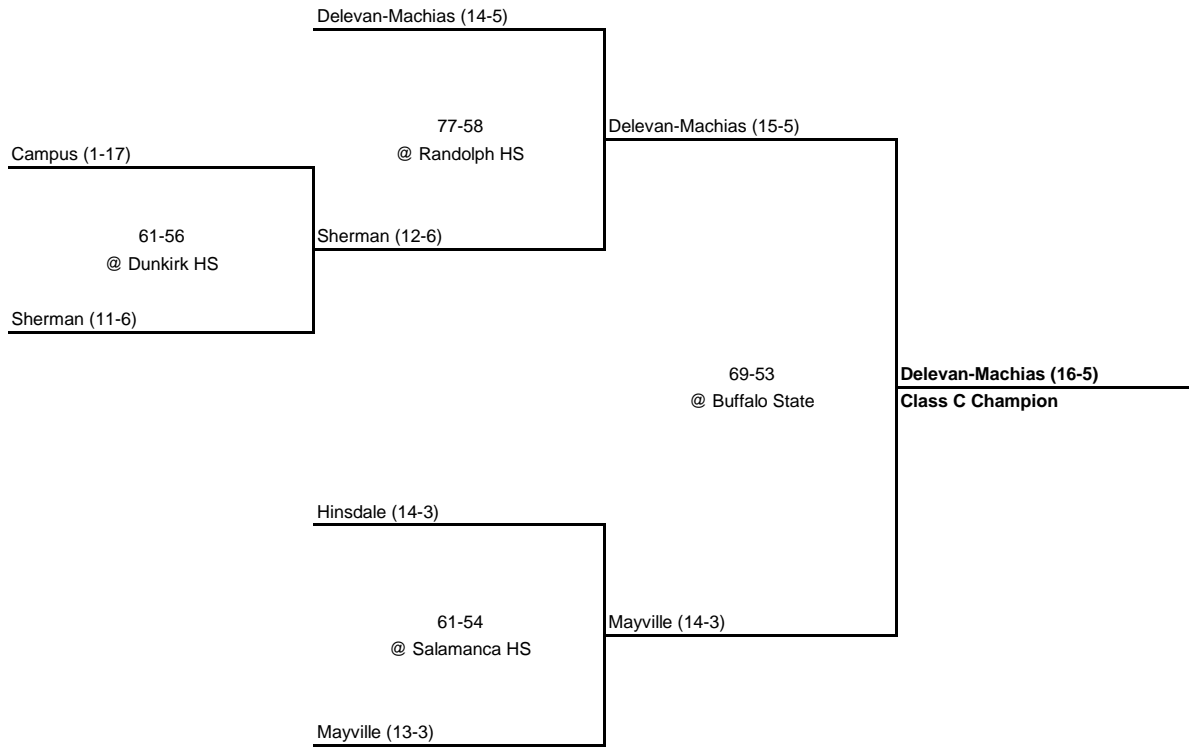 Delevan-Machias (14-5)
77-58
@ Randolph HS
Delevan-Machias (15-5)
Campus (1-17)
61-56
@ Dunkirk HS
Sherman (12-6)
Sherman (11-6)
69-53
@ Buffalo State
Delevan-Machias (16-5)
Class C Champion
Hinsdale (14-3)
61-54
@ Salamanca HS
Mayville (14-3)
Mayville (13-3)